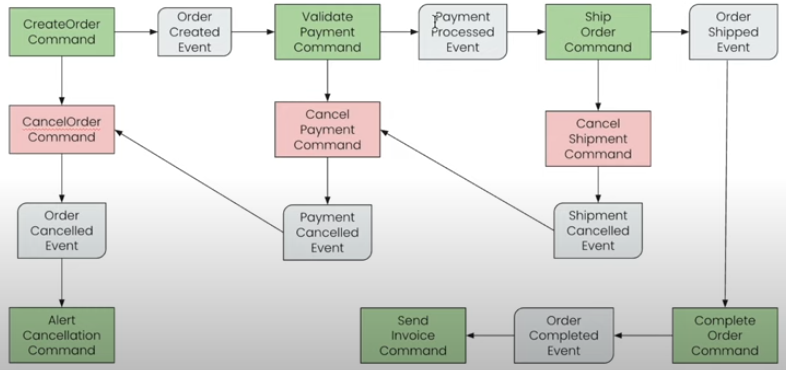 CreateOrder
Command
Order
Created
Event
Validate
Payment
Command
Payment
Processed
Event
Ship
Order
Command
Order
Shipped
Event
CancelOrder
Command
Cancel
Payment
Command
Cancel
Shipment
Command
Order
Cancelled
Event
Payment
Cancelled
Event
Shipment
Cancelled
Event
Alert
Cancellation
Command
Send
Invoice
Command
Order
Completed
Event
Complete
Order
Command